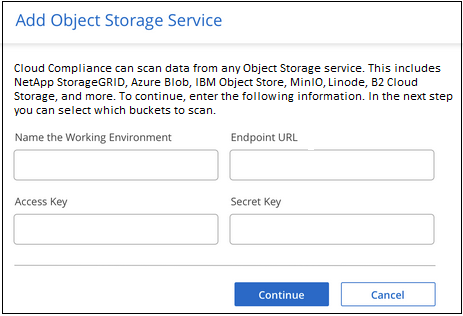 Add Object Storage Service
Cloud Compliance can scan data from any Object Storage service. This includes
NetApp StorageGRID, Azure Blob, IBM Object Store, MinIO, Linode, B2 Cloud
Storage, and more. To continue, enter the following information. In the next step
you can select which buckets to scan.
Name the Working Environment Endpoint URL
Access Key Secret Key
Continue Cancel